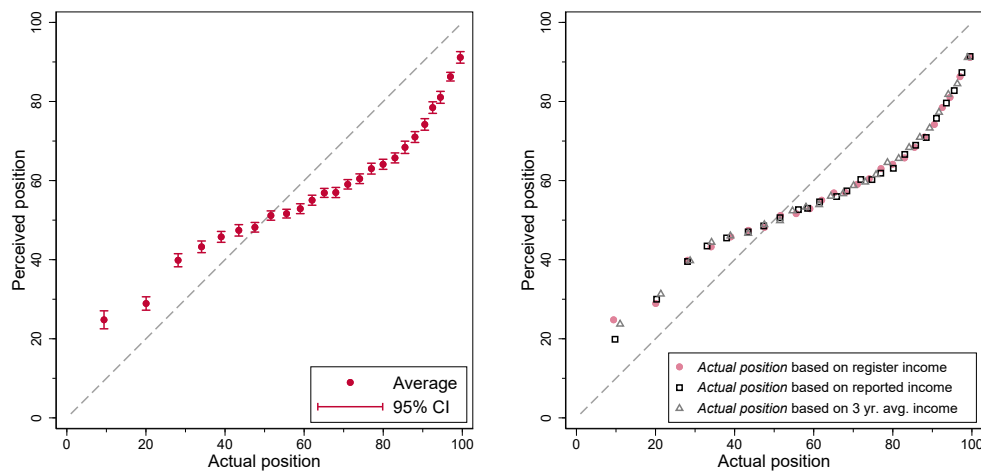 100
80
60
40
20
0
Perceived position
0 20 40 60 80 100
Actual position
Average
95% CI
100
80
60
40
20
0
Perceived position
0 20 40 60 80 100
Actual position
Actual position based on register income
Actual position based on reported income
Actual position based on 3 yr. avg. income